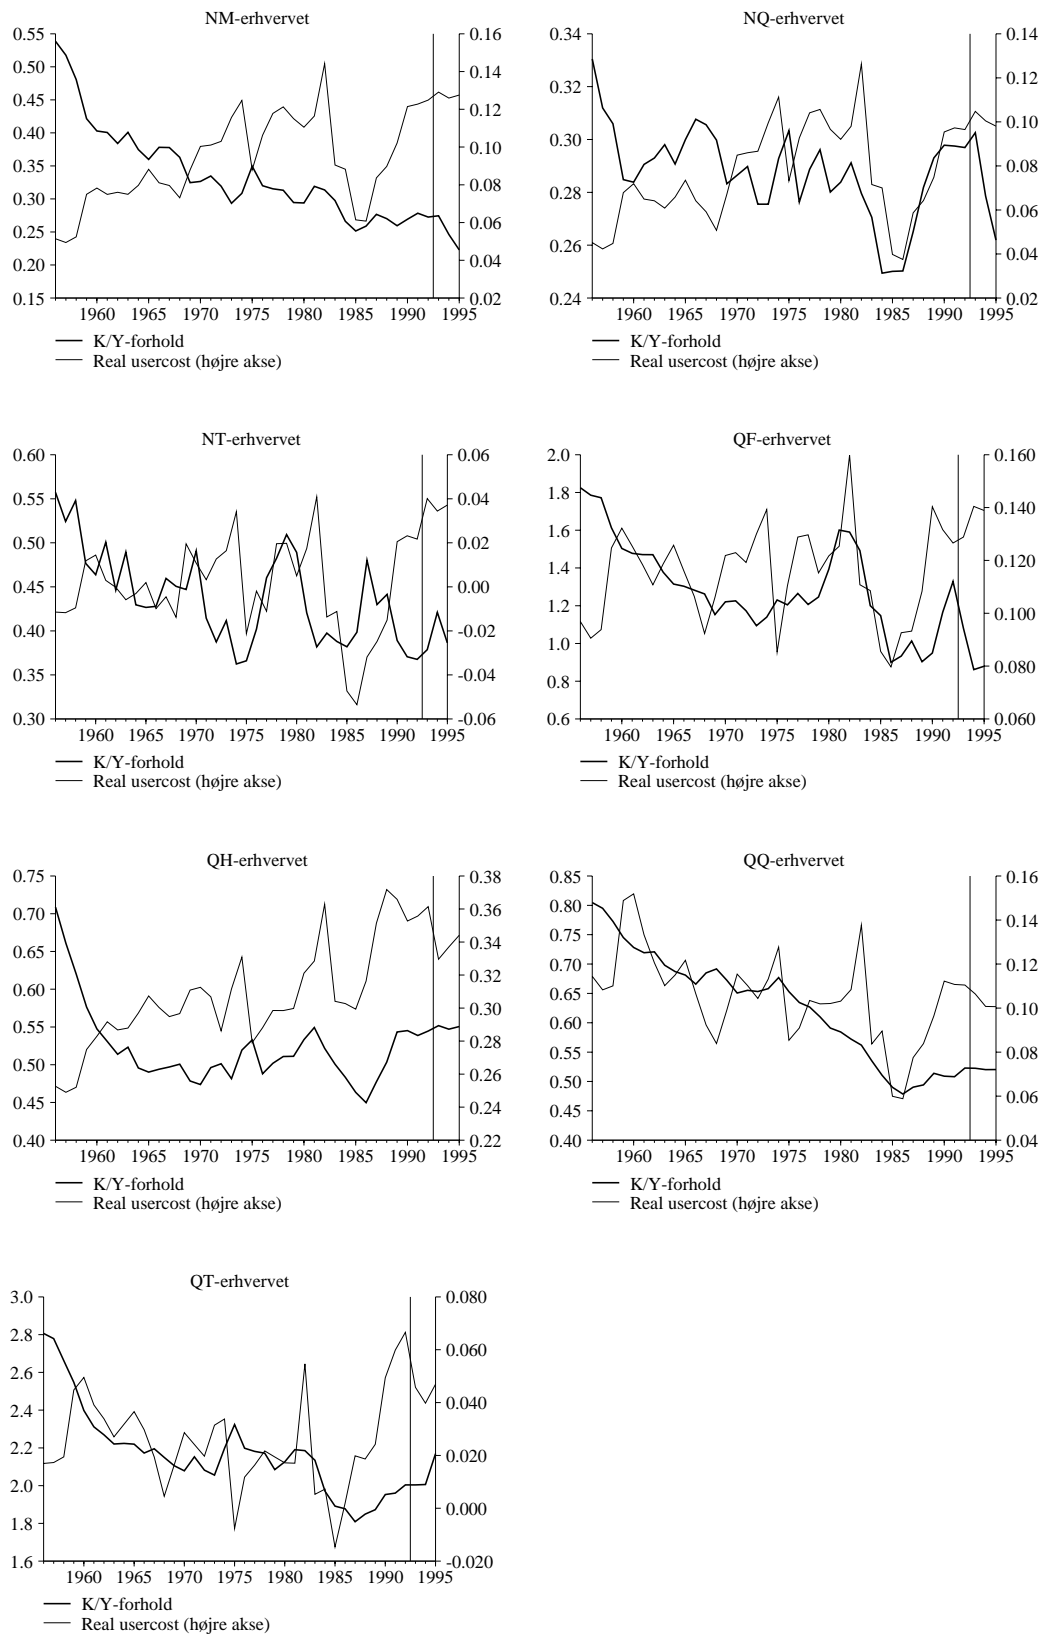 NM-erhvervet
0.55 0.16
0.50 0.14
0.45 0.12
0.40 0.10
0.35
0.30 0.08
0.25 0.06
0.20 0.04
0.15 0.02
1960 1965 1970 1975 1980 1985 1990 1995
K/Y-forhold
Real usercost (højre akse)
NQ-erhvervet
0.34 0.14
0.32 0.12
0.30 0.10
0.08
0.28 0.06
0.26 0.04
0.24 0.02
1960 1965 1970 1975 1980 1985 1990 1995
K/Y-forhold
Real usercost (højre akse)
NT-erhvervet
0.60 0.06
0.55 0.04
0.50 0.02
0.45 0.00
0.40 -0.02
0.35 -0.04
0.30 -0.06
1960 1965 1970 1975 1980 1985 1990 1995
K/Y-forhold
Real usercost (højre akse)
QF-erhvervet
2.0 0.160
1.8 0.140
1.6
1.4 0.120
1.2 0.100
1.0 0.080
0.8
0.6 0.060
1960 1965 1970 1975 1980 1985 1990 1995
K/Y-forhold
Real usercost (højre akse)
QH-erhvervet
0.75 0.38
0.70 0.36
0.65 0.34
0.32
0.60 0.30
0.55 0.28
0.50 0.26
0.45 0.24
0.40 0.22
1960 1965 1970 1975 1980 1985 1990 1995
K/Y-forhold
Real usercost (højre akse)
QQ-erhvervet
0.85 0.16
0.80 0.14
0.75
0.70 0.12
0.65 0.10
0.60
0.55 0.08
0.50 0.06
0.45
0.40 0.04
1960 1965 1970 1975 1980 1985 1990 1995
K/Y-forhold
Real usercost (højre akse)
QT-erhvervet
3.0 0.080
2.8 0.060
2.6
2.4 0.040
2.2 0.020
2.0 0.000
1.8
1.6 -0.020
1960 1965 1970 1975 1980 1985 1990 1995
K/Y-forhold
Real usercost (højre akse)